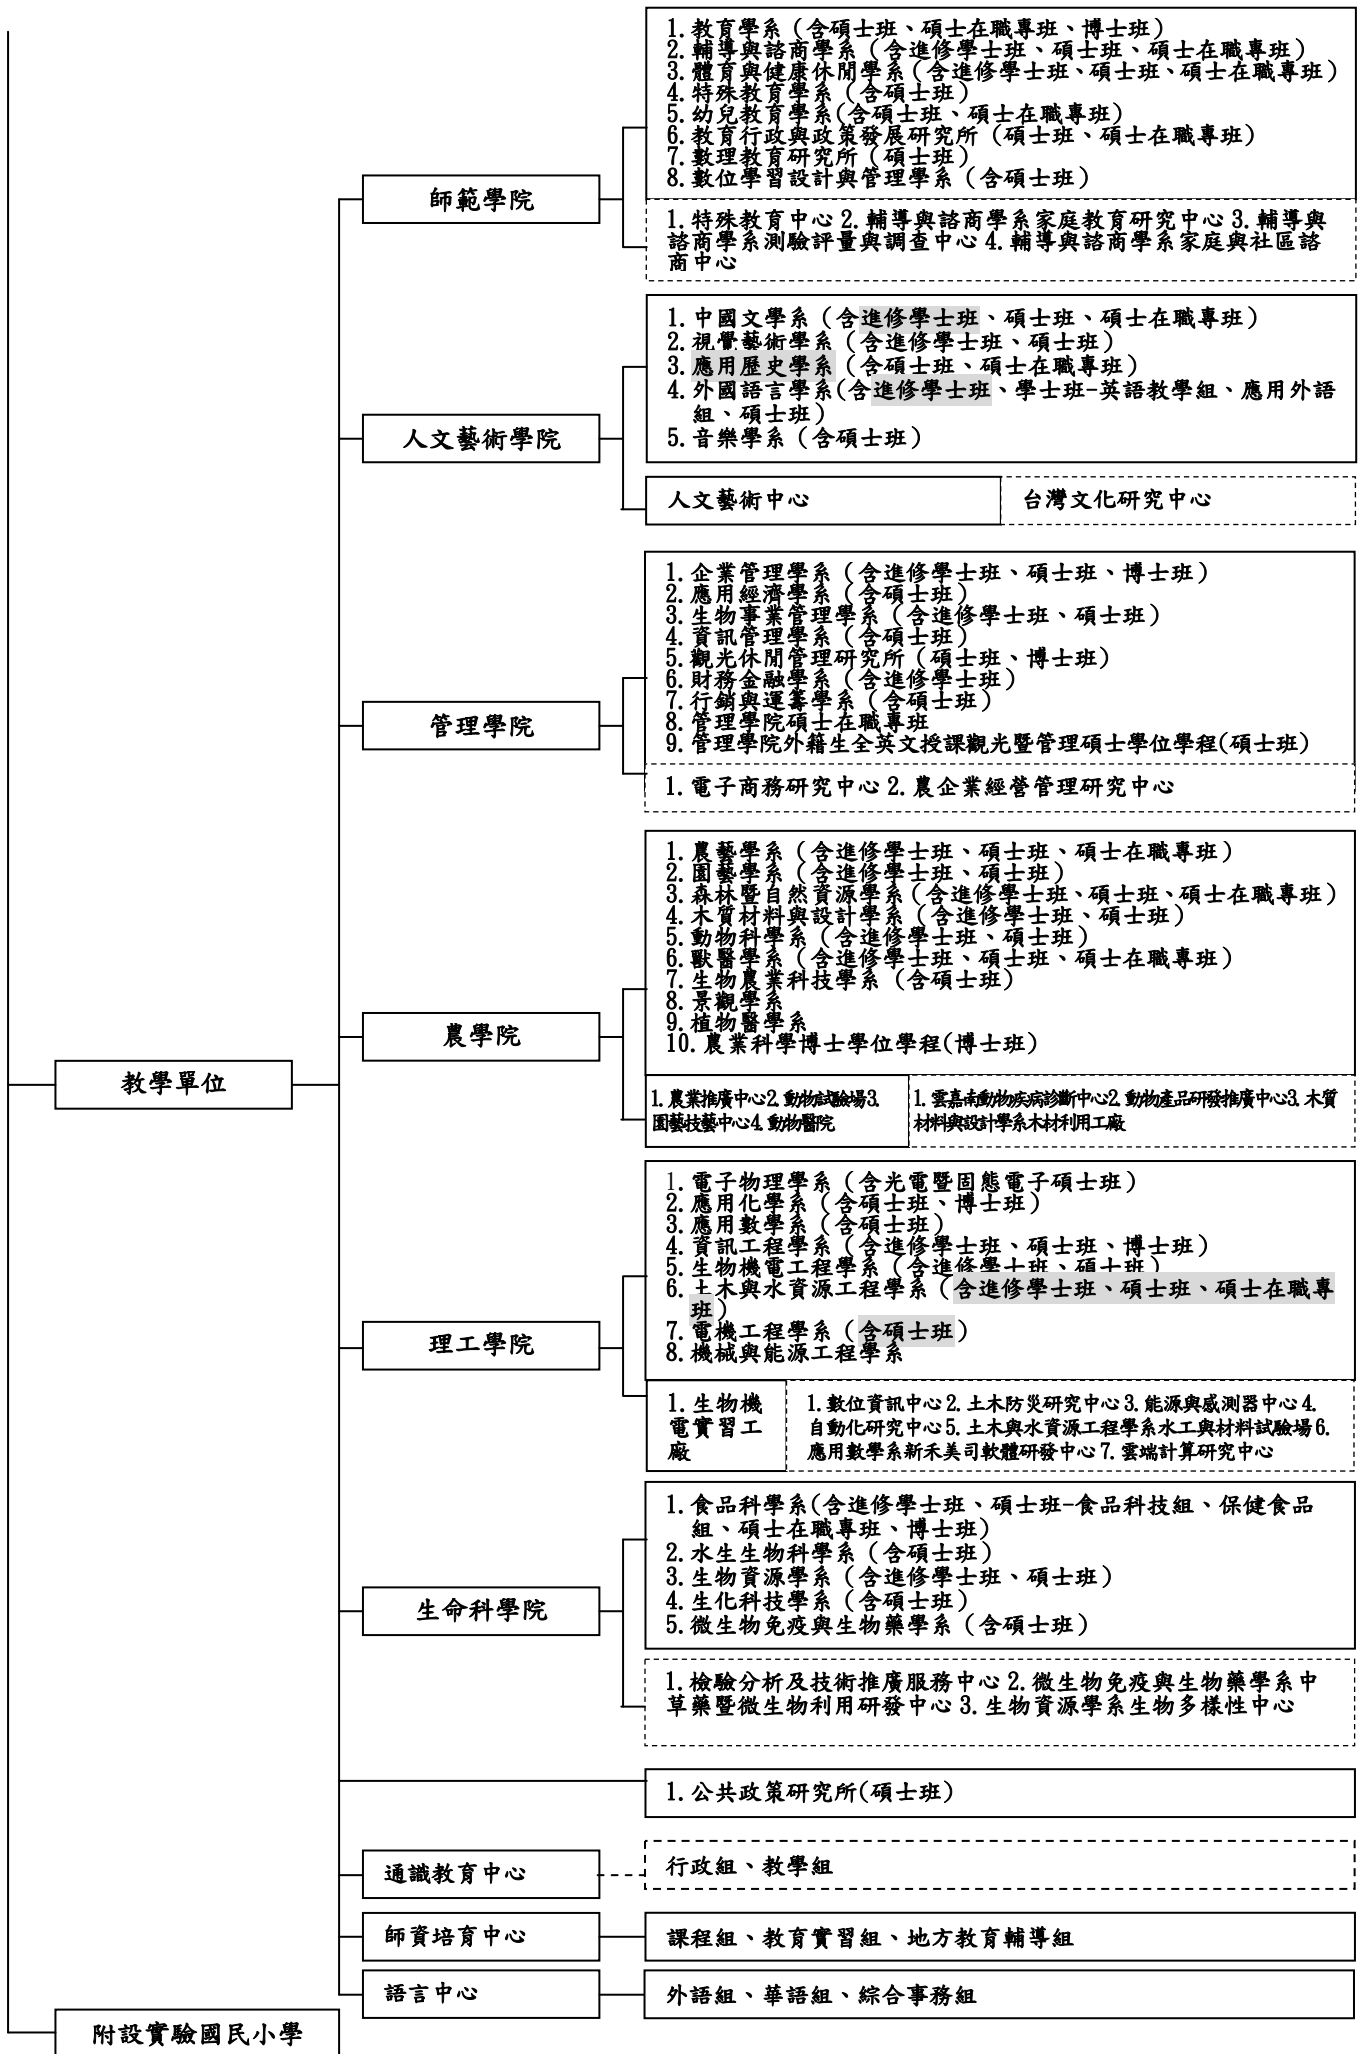 1.教育學系（含碩士班、碩士在職專班、博士班）
2.輔導與諮商學系（含進修學士班、碩士班、碩士在職專班）
3.體育與健康休閒學系(含進修學士班、碩士班、碩士在職專班)
4.特殊教育學系（含碩士班）
5.幼兒教育學系(含碩士班、碩士在職專班)
6.教育行政與政策發展研究所（碩士班、碩士在職專班）
7.數理教育研究所（碩士班）
8.數位學習設計與管理學系（含碩士班）
師範學院
1.特殊教育中心 2.輔導與諮商學系家庭教育研究中心 3.輔導與
諮商學系測驗評量與調查中心 4.輔導與諮商學系家庭與社區諮
商中心
1.中國文學系（含進修學士班、碩士班、碩士在職專班）
2.視覺藝術學系（含進修學士班、碩士班）
3.應用歷史學系（含碩士班、碩士在職專班）
4.外國語言學系(含進修學士班、學士班-英語教學組、應用外語
組、碩士班）
5.音樂學系（含碩士班）
人文藝術學院
人文藝術中心
台灣文化研究中心
1.企業管理學系（含進修學士班、碩士班、博士班）
2.應用經濟學系（含碩士班）
3.生物事業管理學系（含進修學士班、碩士班）
4.資訊管理學系（含碩士班）
5.觀光休閒管理研究所（碩士班、博士班）
6.財務金融學系（含進修學士班）
7.行銷與運籌學系（含碩士班）
8.管理學院碩士在職專班
9.管理學院外籍生全英文授課觀光暨管理碩士學位學程(碩士班)
管理學院
1.電子商務研究中心 2.農企業經營管理研究中心
1.農藝學系（含進修學士班、碩士班、碩士在職專班）
2.園藝學系（含進修學士班、碩士班）
3.森林暨自然資源學系(含進修學士班、碩士班、碩士在職專班)
4.木質材料與設計學系（含進修學士班、碩士班）
5.動物科學系（含進修學士班、碩士班）
6.獸醫學系（含進修學士班、碩士班、碩士在職專班）
7.生物農業科技學系（含碩士班）
8.景觀學系
9.植物醫學系
10.農業科學博士學位學程(博士班)
農學院
教學單位
1.農業推廣中心2.動物試驗場3.
園藝技藝中心4.動物醫院
1.雲嘉南動物疾病診斷中心2.動物產品研發推廣中心3.木質
材料與設計學系木材利用工廠
1.電子物理學系（含光電暨固態電子碩士班）
2.應用化學系（含碩士班、博士班）
3.應用數學系（含碩士班）
4.資訊工程學系（含進修學士班、碩士班、博士班）
5.生物機電工程學系（含進修學士班、碩士班）
6.土木與水資源工程學系（含進修學士班、碩士班、碩士在職專
班）
7.電機工程學系（含碩士班）
8.機械與能源工程學系
理工學院
1.生物機
電實習工
廠
1.數位資訊中心 2.土木防災研究中心 3.能源與感測器中心 4.
自動化研究中心 5.土木與水資源工程學系水工與材料試驗場 6.
應用數學系新禾美司軟體研發中心 7.雲端計算研究中心
1.食品科學系(含進修學士班、碩士班-食品科技組、保健食品
組、碩士在職專班、博士班)
2.水生生物科學系（含碩士班）
3.生物資源學系（含進修學士班、碩士班）
4.生化科技學系（含碩士班）
5.微生物免疫與生物藥學系（含碩士班）
生命科學院
1.檢驗分析及技術推廣服務中心 2.微生物免疫與生物藥學系中
草藥暨微生物利用研發中心 3.生物資源學系生物多樣性中心
1.公共政策研究所(碩士班)
通識教育中心
行政組、教學組
師資培育中心
課程組、教育實習組、地方教育輔導組
語言中心
外語組、華語組、綜合事務組
附設實驗國民小學